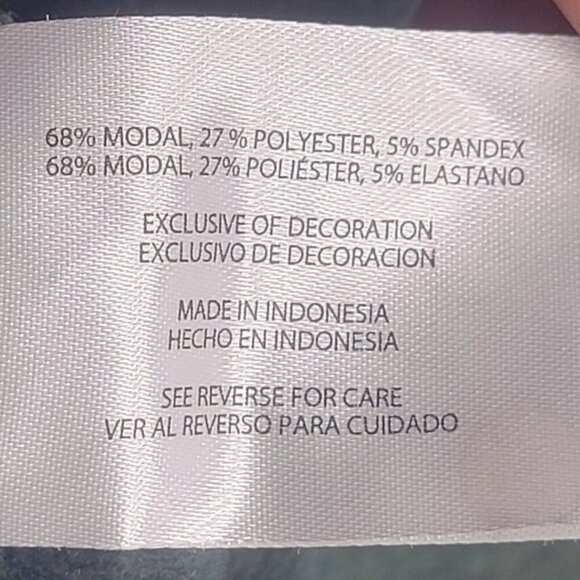 68% MODAL, 27 % POLYESTER, 5% SPANDEX
68% MODAL, 27% POLIÉSTER, 5% ELASTANO
EXCLUSIVE OF DECORATION
EXCLUSIVO DE DECORACION
MADE IN INDONESIA
HECHO EN INDONESIA
SEE REVERSE FOR CARE
VER AL REVERSO PARA CUIDADO